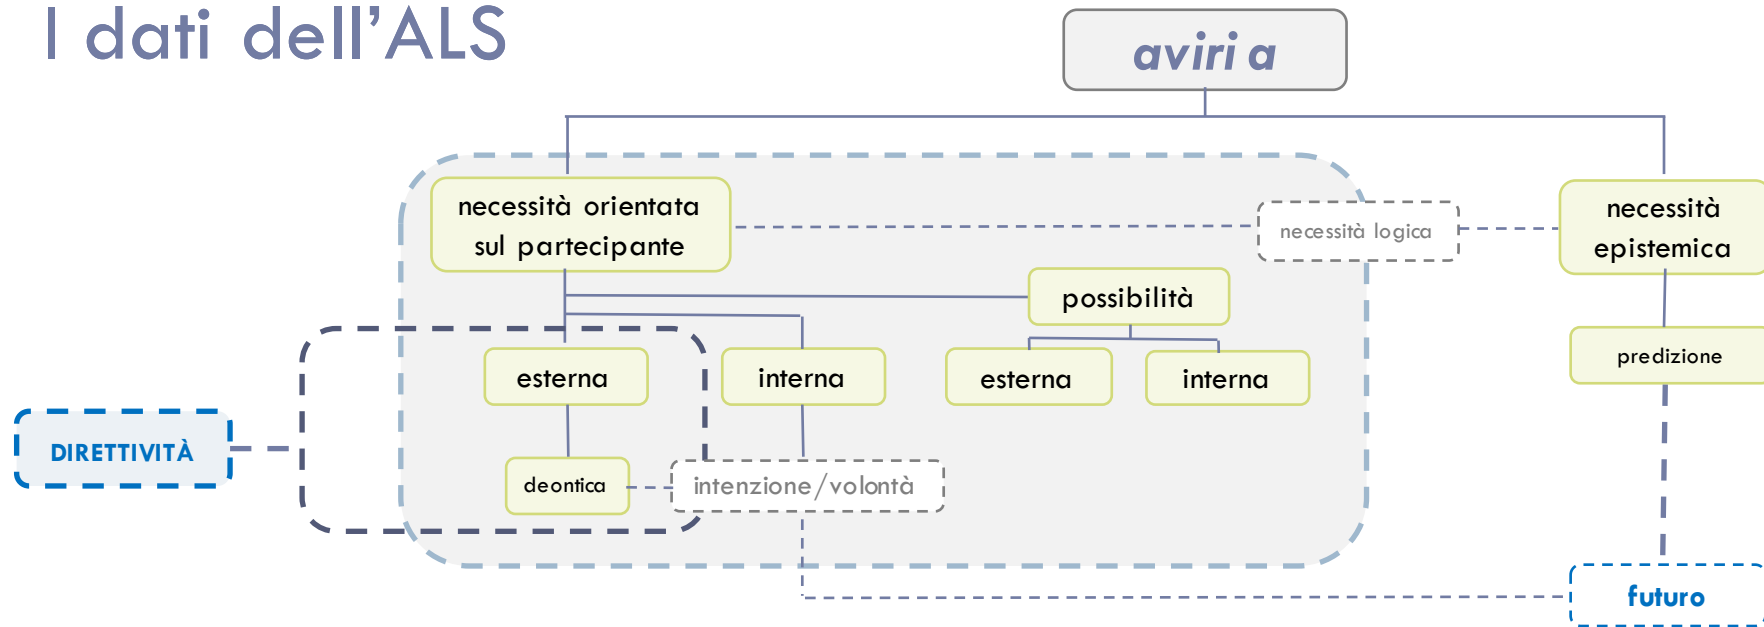 I dati dell'ALS
aviri a
necessità orientata
sul partecipante
necessità logica
necessità
epistemica
possibilità
predizione
esterna
interna
esterna
interna
DIRETTIVITÀ
deontica
intenzione/volontà
futuro